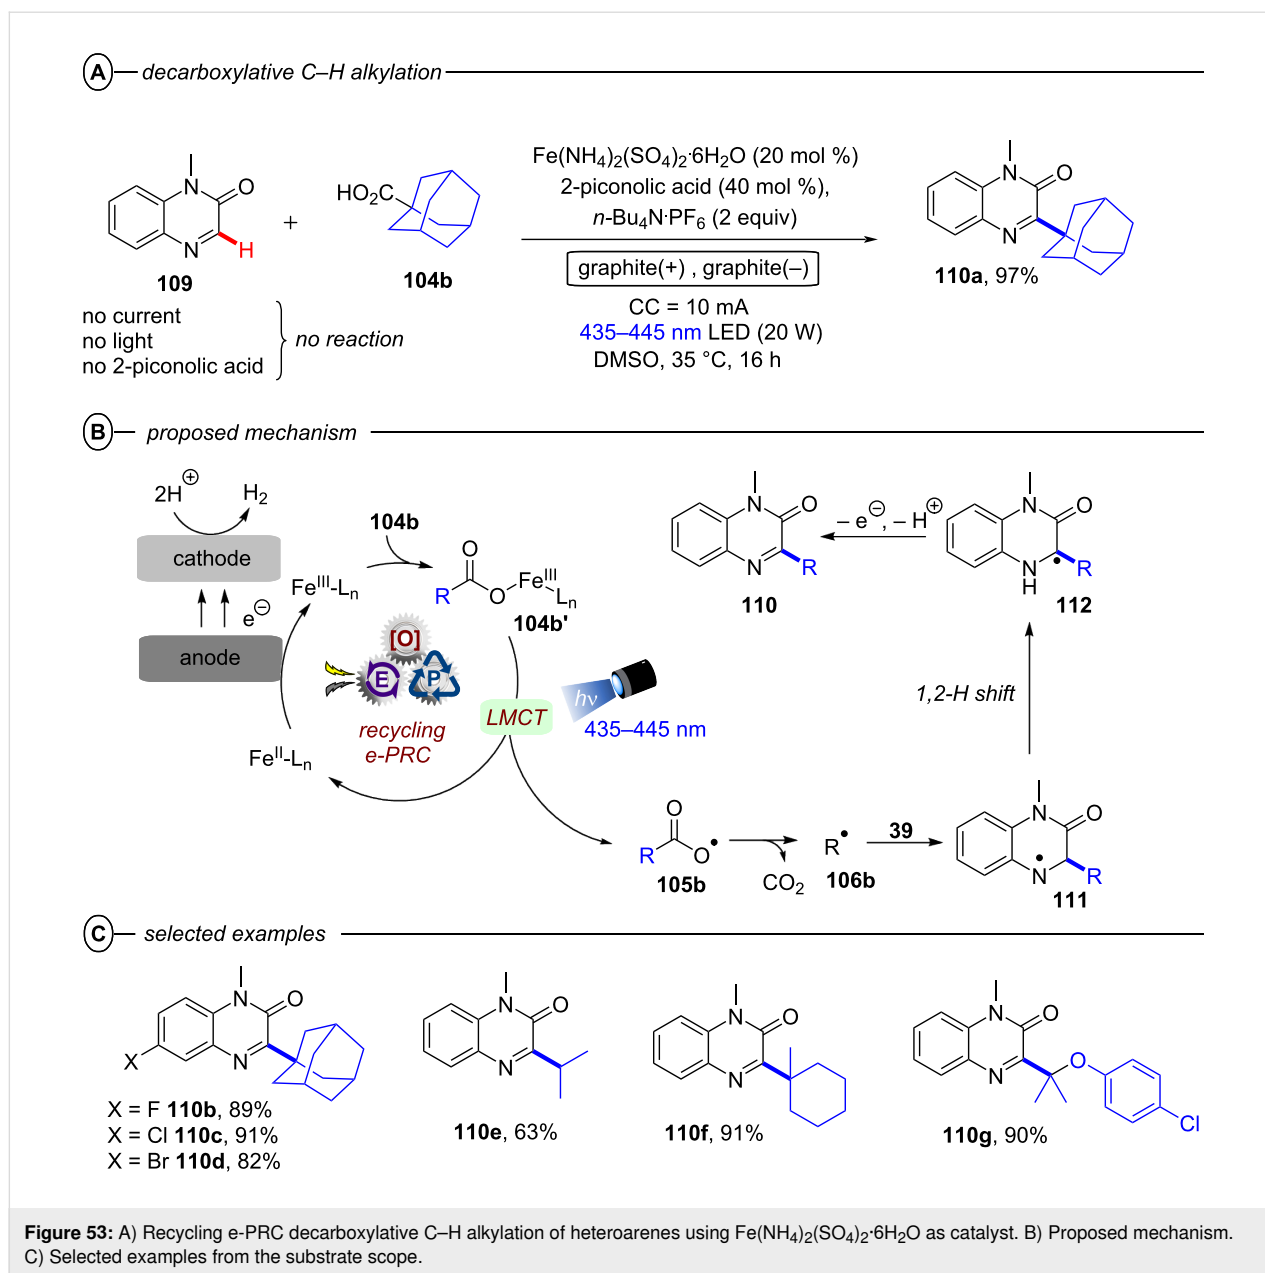 A decarboxylative C–H alkylation
N
O
N
H
109
+
HO2C
104b
Fe(NH4)2(SO4)2·6H2O (20 mol %)
2-piconolic acid (40 mol %),
n-Bu4N·PF6 (2 equiv)
graphite(+) , graphite(–)
CC = 10 mA
435–445 nm LED (20 W)
DMSO, 35 °C, 16 h
N
O
N
110a, 97%
no current
no light
no 2-piconolic acid
no reaction
B proposed mechanism
2H⊕
H2
cathode
e⊖
anode
FeIII-Ln
104b
O
R
O
FeIII
Ln
104b'
[O]
E
P
recycling
e-PRC
LMCT
hν
435–445 nm
FeII-Ln
O
R
O•
105b
CO2
R•
106b
39
N
O
N
•
R
111
1,2-H shift
N
O
N
H
•
R
112
– e⊖, – H⊕
N
O
N
R
110
C selected examples
N
O
N
X
X = F 110b, 89%
X = Cl 110c, 91%
X = Br 110d, 82%
N
O
N
110e, 63%
N
O
N
110f, 91%
N
O
N
O
Cl
110g, 90%
Figure 53: A) Recycling e-PRC decarboxylative C–H alkylation of heteroarenes using Fe(NH4)2(SO4)2·6H2O as catalyst. B) Proposed mechanism.
C) Selected examples from the substrate scope.